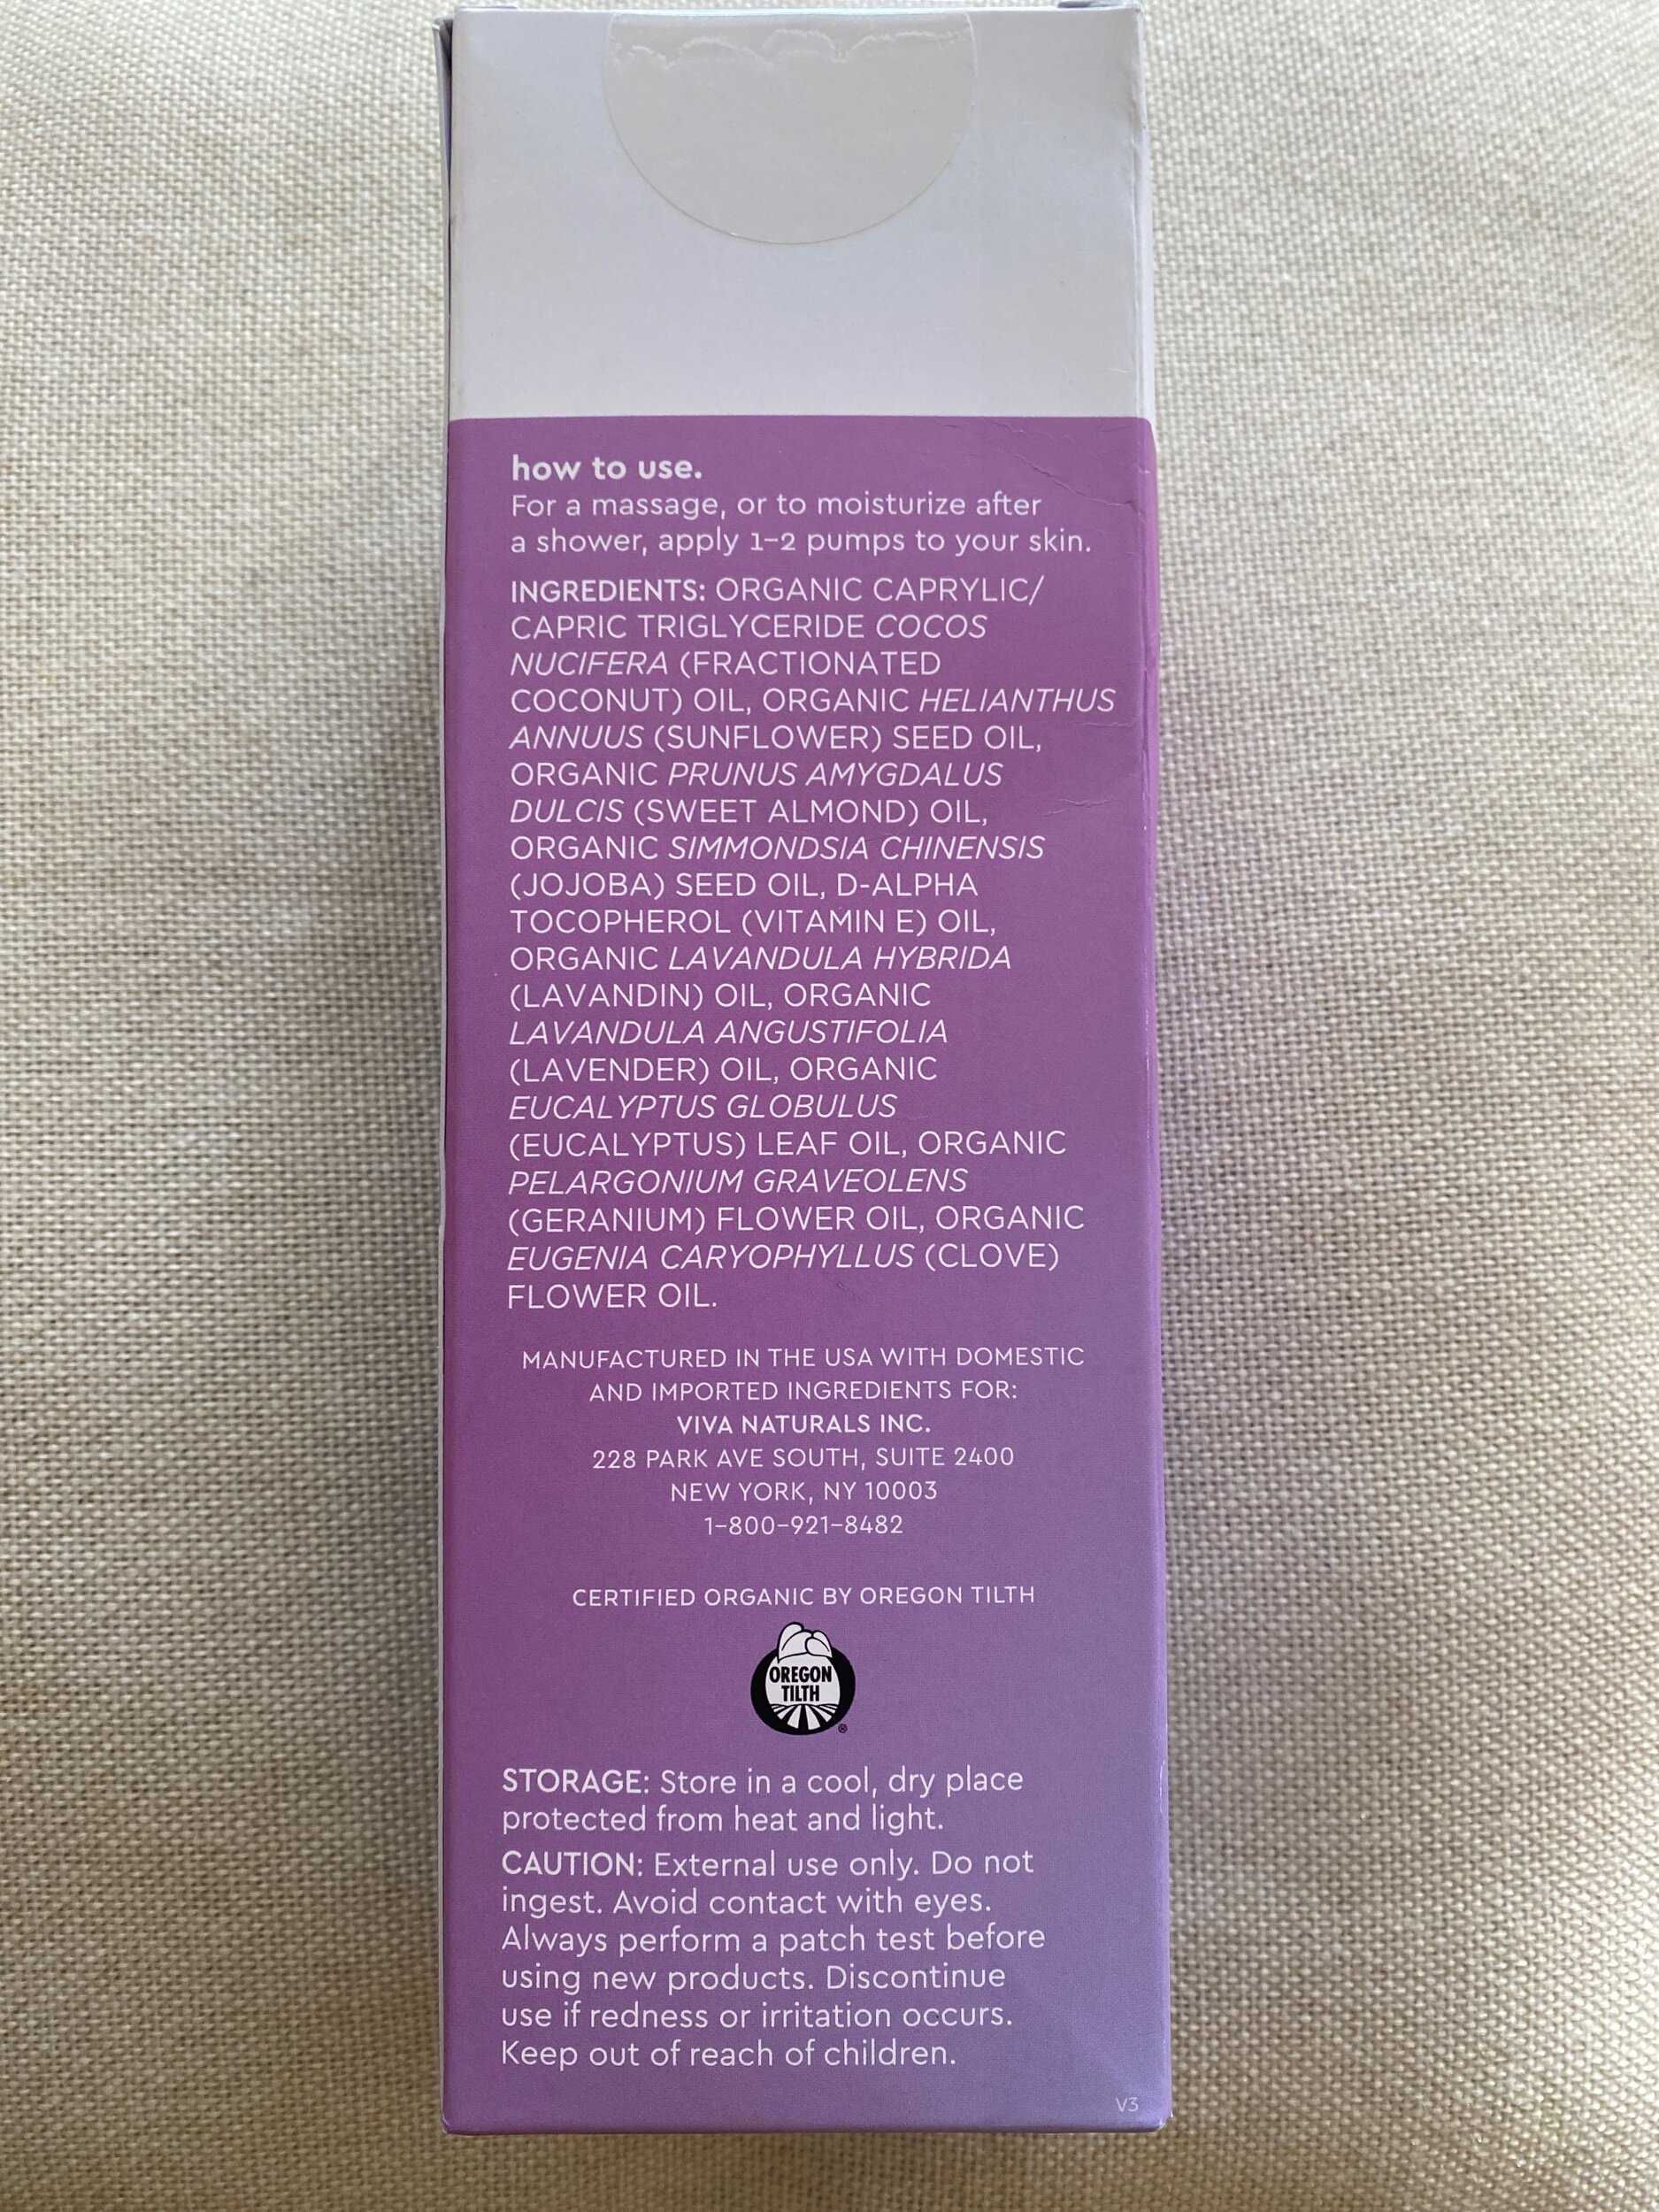 how to use.
For a massage, or to moisturize after
a shower, apply 1-2 pumps to your skin.
INGREDIENTS: ORGANIC CAPRYLIC/
CAPRIC TRIGLYCERIDE COCOS
NUCIFERA (FRACTIONATED
COCONUT) OIL, ORGANIC HELIANTHUS
ANNUUS (SUNFLOWER) SEED OIL,
ORGANIC PRUNUS AMYGDALUS
DULCIS (SWEET ALMOND) OIL,
ORGANIC SIMMONDSIA CHINENSIS
(JOJOBA) SEED OIL, D-ALPHA
TOCOPHEROL (VITAMIN E) OIL,
ORGANIC LAVANDULA HYBRIDA
(LAVANDIN) OIL, ORGANIC
LAVANDULA ANGUSTIFOLIA
(LAVENDER) OIL, ORGANIC
EUCALYPTUS GLOBULUS
(EUCALYPTUS) LEAF OIL, ORGANIC
PELARGONIUM GRAVEOLENS
(GERANIUM) FLOWER OIL, ORGANIC
EUGENIA CARYOPHYLLUS (CLOVE)
FLOWER OIL.
MANUFACTURED IN THE USA WITH DOMESTIC
AND IMPORTED INGREDIENTS FOR:
VIVA NATURALS INC.
228 PARK AVE SOUTH, SUITE 2400
NEW YORK, NY 10003
1-800-921-8482
CERTIFIED ORGANIC BY OREGON TILTH
OREGON
TILTH
®
STORAGE: Store in a cool, dry place
protected from heat and light.
CAUTION: External use only. Do not
ingest. Avoid contact with eyes.
Always perform a patch test before
using new products. Discontinue
use if redness or irritation occurs.
Keep out of reach of children.
V3